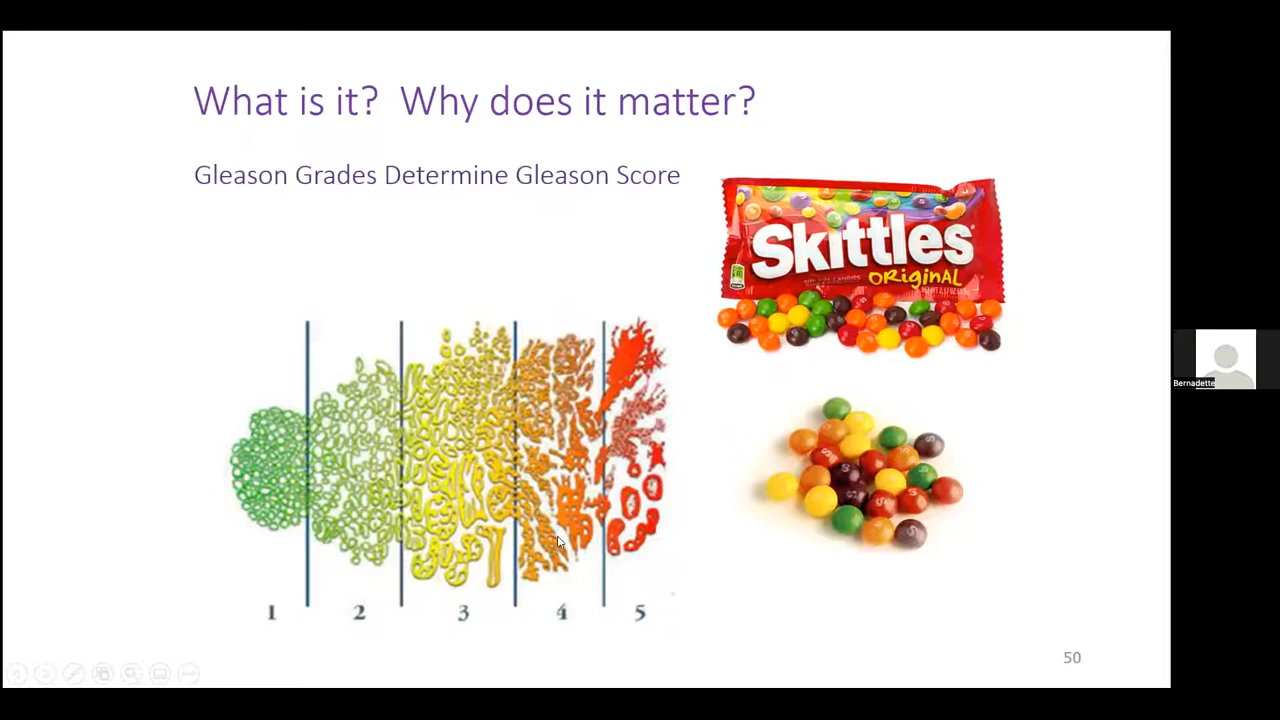 What is it?  Why does it matter?
Gleason Grades Determine Gleason Score
Skittles
ORiginAL
1 2 3 4 5
50
Bernadette